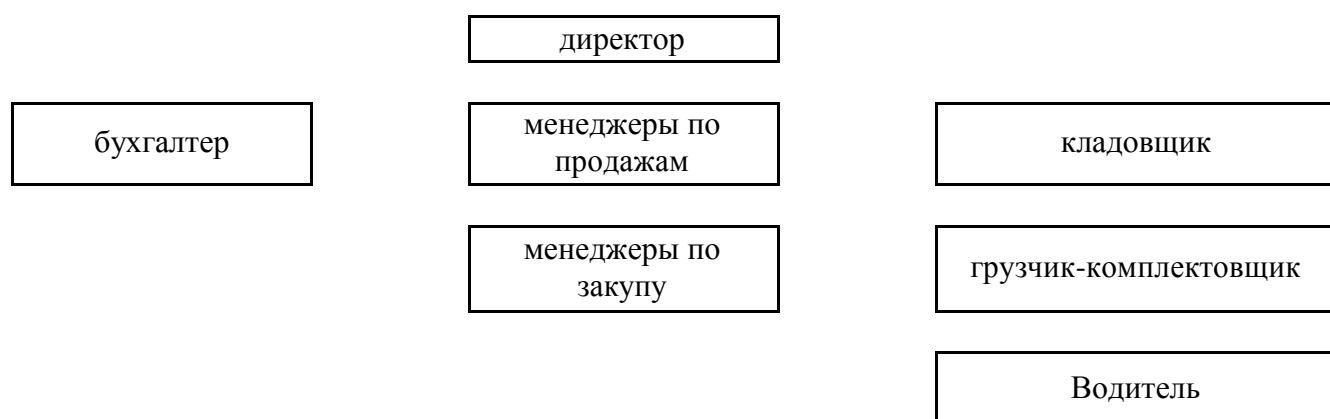 директор
бухгалтер
менеджеры по
продажам
кладовщик
менеджеры по
закупу
грузчик-комплектовщик
Водитель